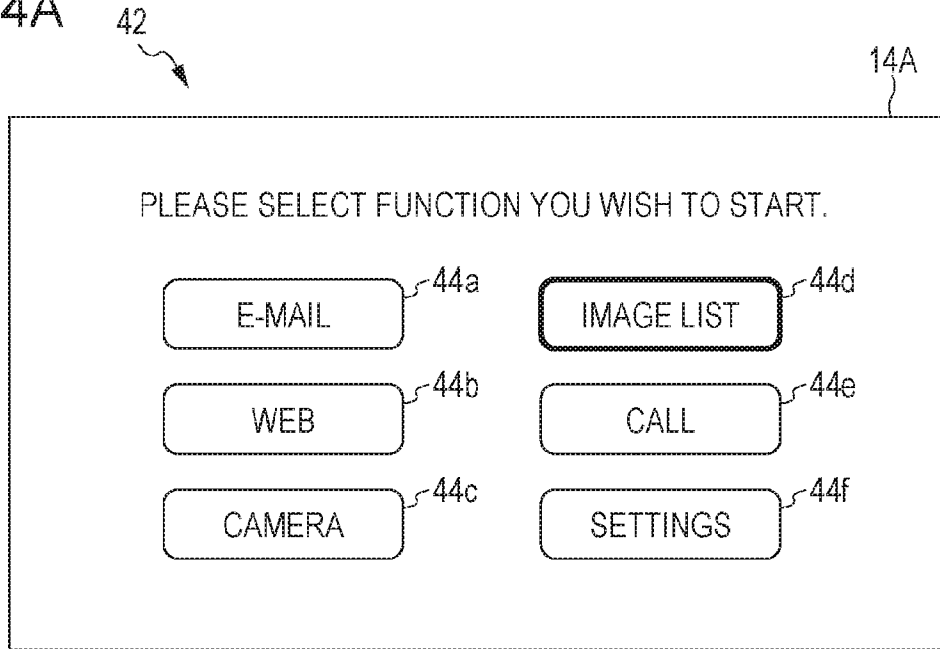 4A
42
14A
PLEASE SELECT FUNCTION YOU WISH TO START.
E-MAIL 44a IMAGE LIST 44d
WEB 44b CALL 44e
CAMERA 44c SETTINGS 44f